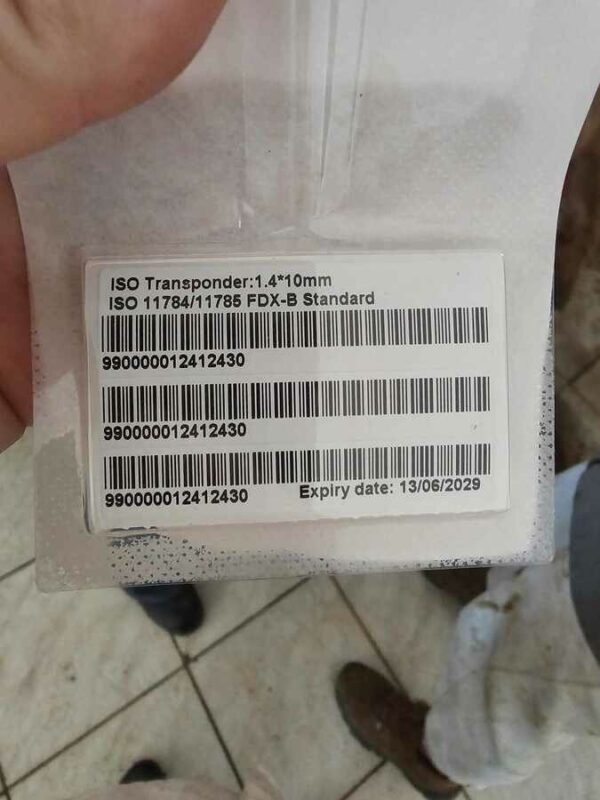 ISO Transponder:1.4*10mm
ISO 11784/11785 FDX-B Standard
990000012412430
990000012412430
990000012412430 Expiry date: 13/06/2029